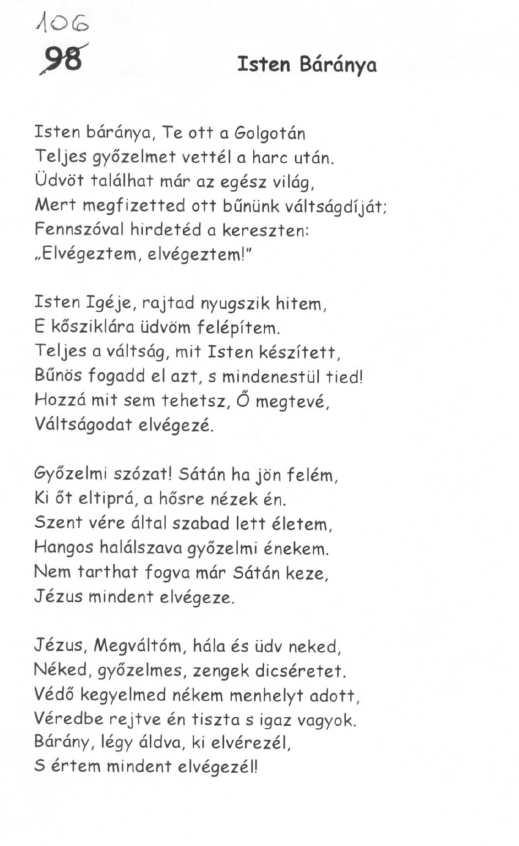 106
98
Isten Báránya
Isten báránya, Te ott a Golgotán
Teljes győzelmet vettél a harc után.
Üdvöt találhat már az egész világ,
Mert megfizetted ott bűnünk váltságdíját;
Fennszóval hirdetéd a kereszten:
„Elvégeztem, elvégeztem!"
Isten Igéje, rajtad nyugszik hitem,
E kősziklára üdvöm felépítem.
Teljes a váltság, mit Isten készített,
Bűnös fogadd el azt, s mindenestül tied!
Hozzá mit sem tehetsz, Ő megtevé,
Váltságodat elvégezé.
Győzelmi szózat! Sátán ha jön felém,
Ki őt eltiprá, a hősre nézek én.
Szent vére által szabad lett életem,
Hangos halálszava győzelmi énekem.
Nem tarthat fogva már Sátán keze,
Jézus mindent elvégeze.
Jézus, Megváltóm, hála és üdv neked,
Néked, győzelmes, zengek dicséretet.
Védő kegyelmed nékem menhelyt adott,
Véredbe rejtve én tiszta s igaz vagyok.
Bárány, légy áldva, ki elvérezél,
S értem mindent elvégezél!